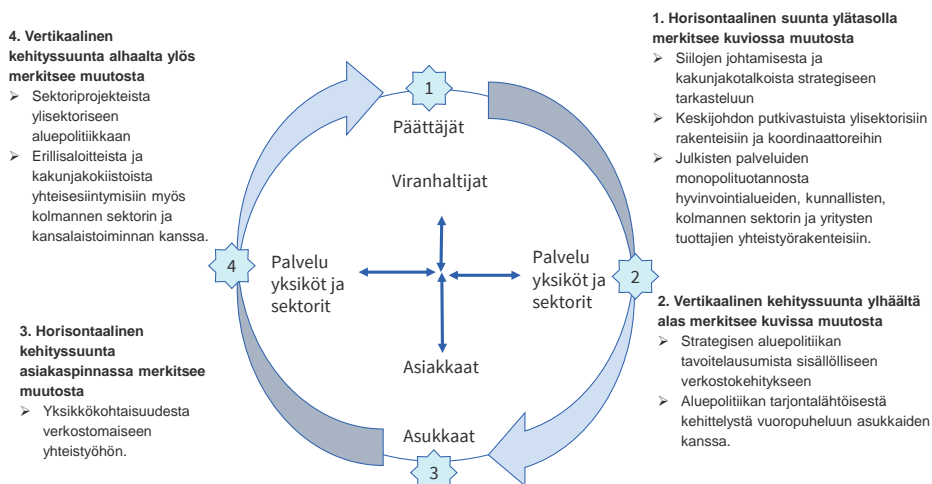 4. Vertikaalinen
kehityssuunta alhaalta ylös
merkitsee muutosta
➢ Sektoriprojekteista
ylisektoriseen
aluepolitiikkaan
➢ Erillisaloitteista ja
kakunjakokiistoista
yhteisesiintymisiin myös
kolmannen sektorin ja
kansalaistoiminnan kanssa.
3. Horisontaalinen
kehityssuunta
asiakaspinnassa merkitsee
muutosta
➢ Yksikkökohtaisuudesta
verkostomaiseen
yhteistyöhön.
1
Päättäjät
Viranhaltijat
4
Palvelu
yksiköt ja
sektorit
Palvelu
yksiköt ja
sektorit
2
Asiakkaat
Asukkaat
3
1. Horisontaalinen suunta ylätasolla
merkitsee kuviossa muutosta
➢ Siilojen johtamisesta ja
kakunjakotalkoista strategiseen
tarkasteluun
➢ Keskijohdon putkivastuista ylisektorisiin
rakenteisiin ja koordinaattoreihin
➢ Julkisten palveluiden
monopolituotannosta
hyvinvointialueiden, kunnallisten,
kolmannen sektorin ja yritysten
tuottajien yhteistyörakenteisiin.
2. Vertikaalinen kehityssuunta ylhäältä
alas merkitsee kuvissa muutosta
➢ Strategisen aluepolitiikan
tavoitelausumista sisällölliseen
verkostokehitykseen
➢ Aluepolitiikan tarjontalähtöisestä
kehittelystä vuoropuheluun asukkaiden
kanssa.